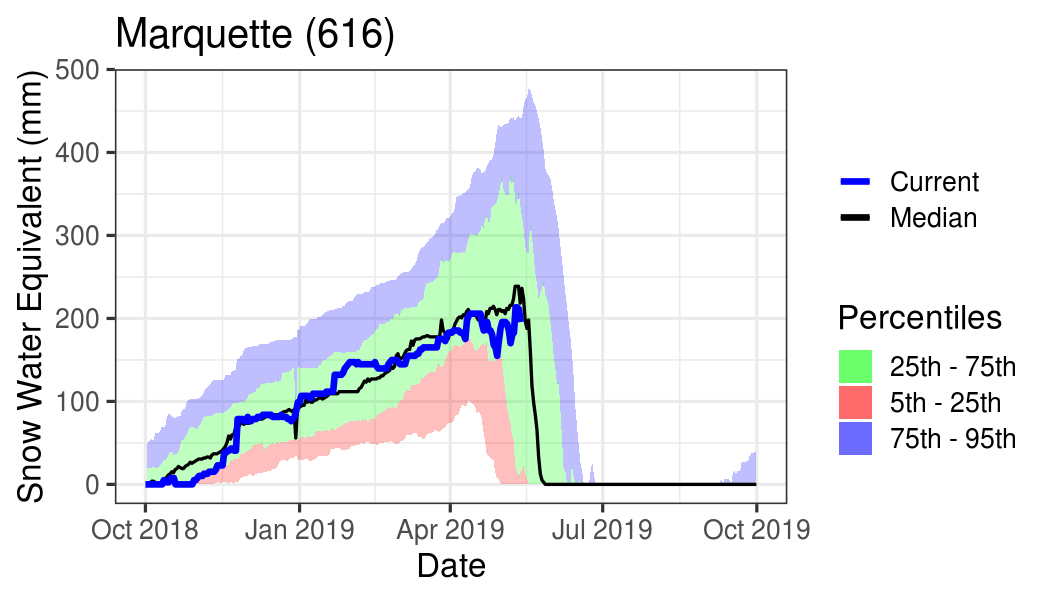 Marquette (616)
Snow Water Equivalent (mm)
500
400
300
200
100
0
Oct 2018
Jan 2019
Apr 2019
Jul 2019
Oct 2019
Date
Current
Median
Percentiles
25th - 75th
5th - 25th
75th - 95th